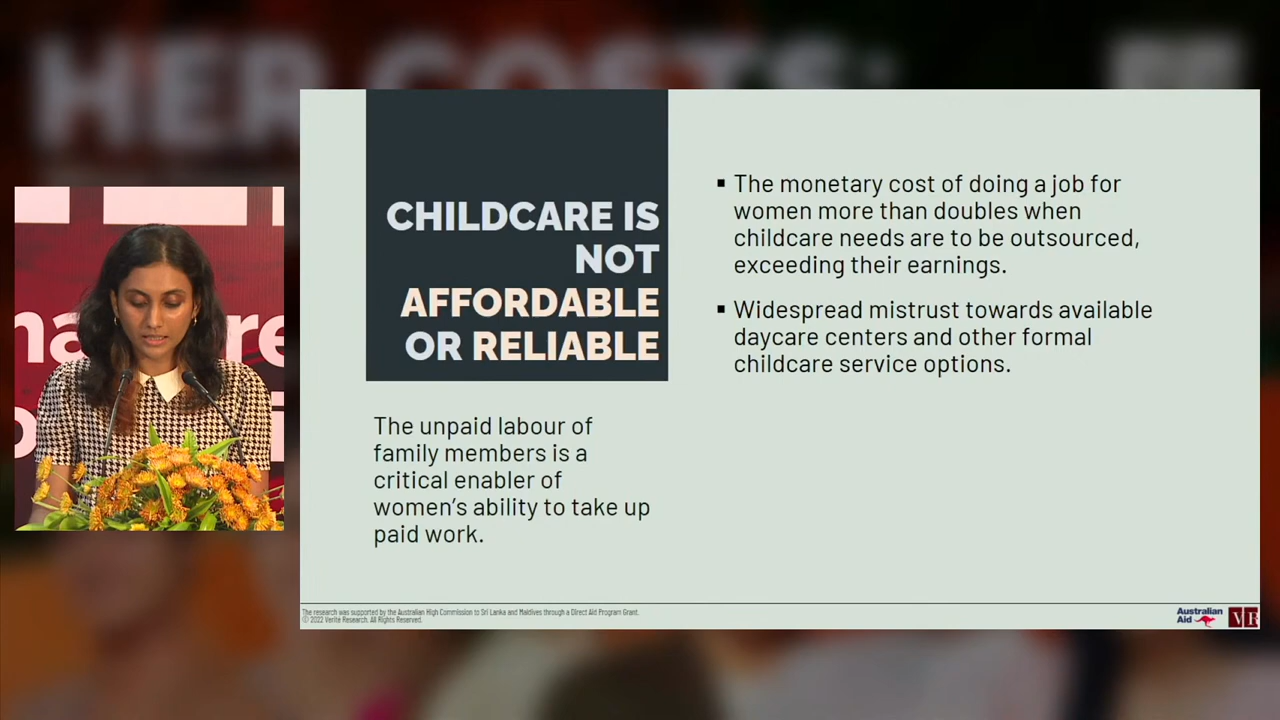 HER COSTS:
CHILDCARE IS
NOT
AFFORDABLE
OR RELIABLE
The unpaid labour of
family members is a
critical enabler of
women's ability to take up
paid work.
▪ The monetary cost of doing a job for
women more than doubles when
childcare needs are to be outsourced,
exceeding their earnings.
▪ Widespread mistrust towards available
daycare centers and other formal
childcare service options.
The research was supported by the Australian High Commission to Sri Lanka and Maldives through a Direct Aid Program Grant.
© 2022 Verité Research. All Rights Reserved.
Australian
Aid
VR